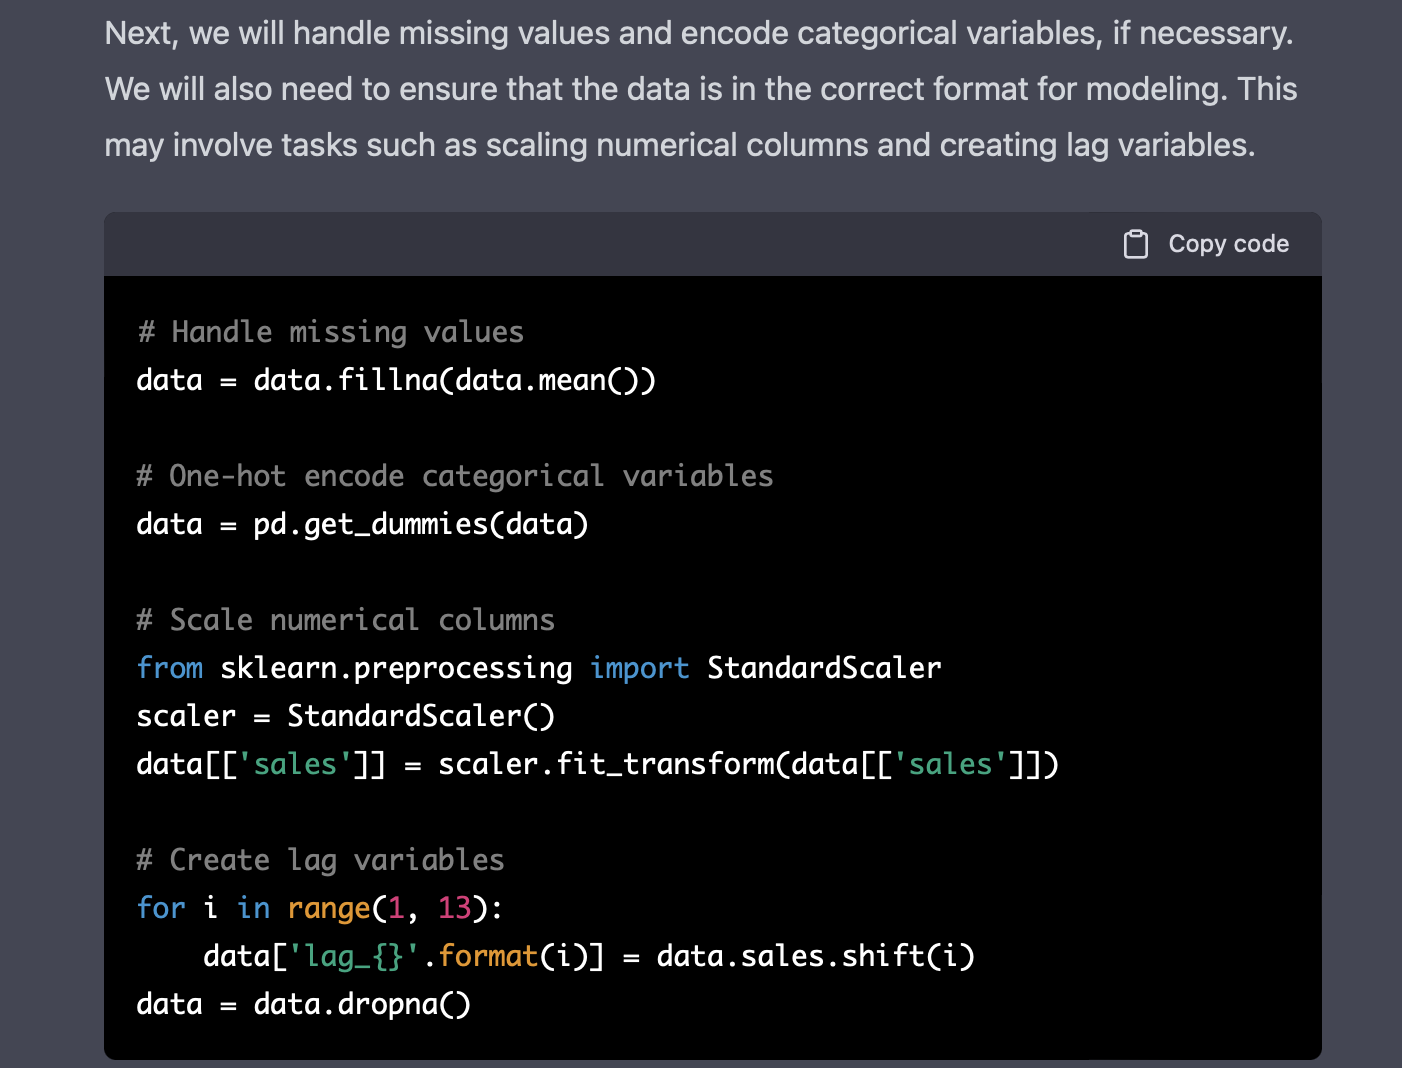 Next, we will handle missing values and encode categorical variables, if necessary.
We will also need to ensure that the data is in the correct format for modeling. This
may involve tasks such as scaling numerical columns and creating lag variables.
Copy code
# Handle missing values
data = data.fillna(data.mean())
# One-hot encode categorical variables
data = pd.get_dummies(data)
# Scale numerical columns
from sklearn.preprocessing import StandardScaler
scaler = StandardScaler()
data[['sales']] = scaler.fit_transform(data[['sales']])
# Create lag variables
for i in range(1, 13):
    data['lag_{}'.format(i)] = data.sales.shift(i)
data = data.dropna()